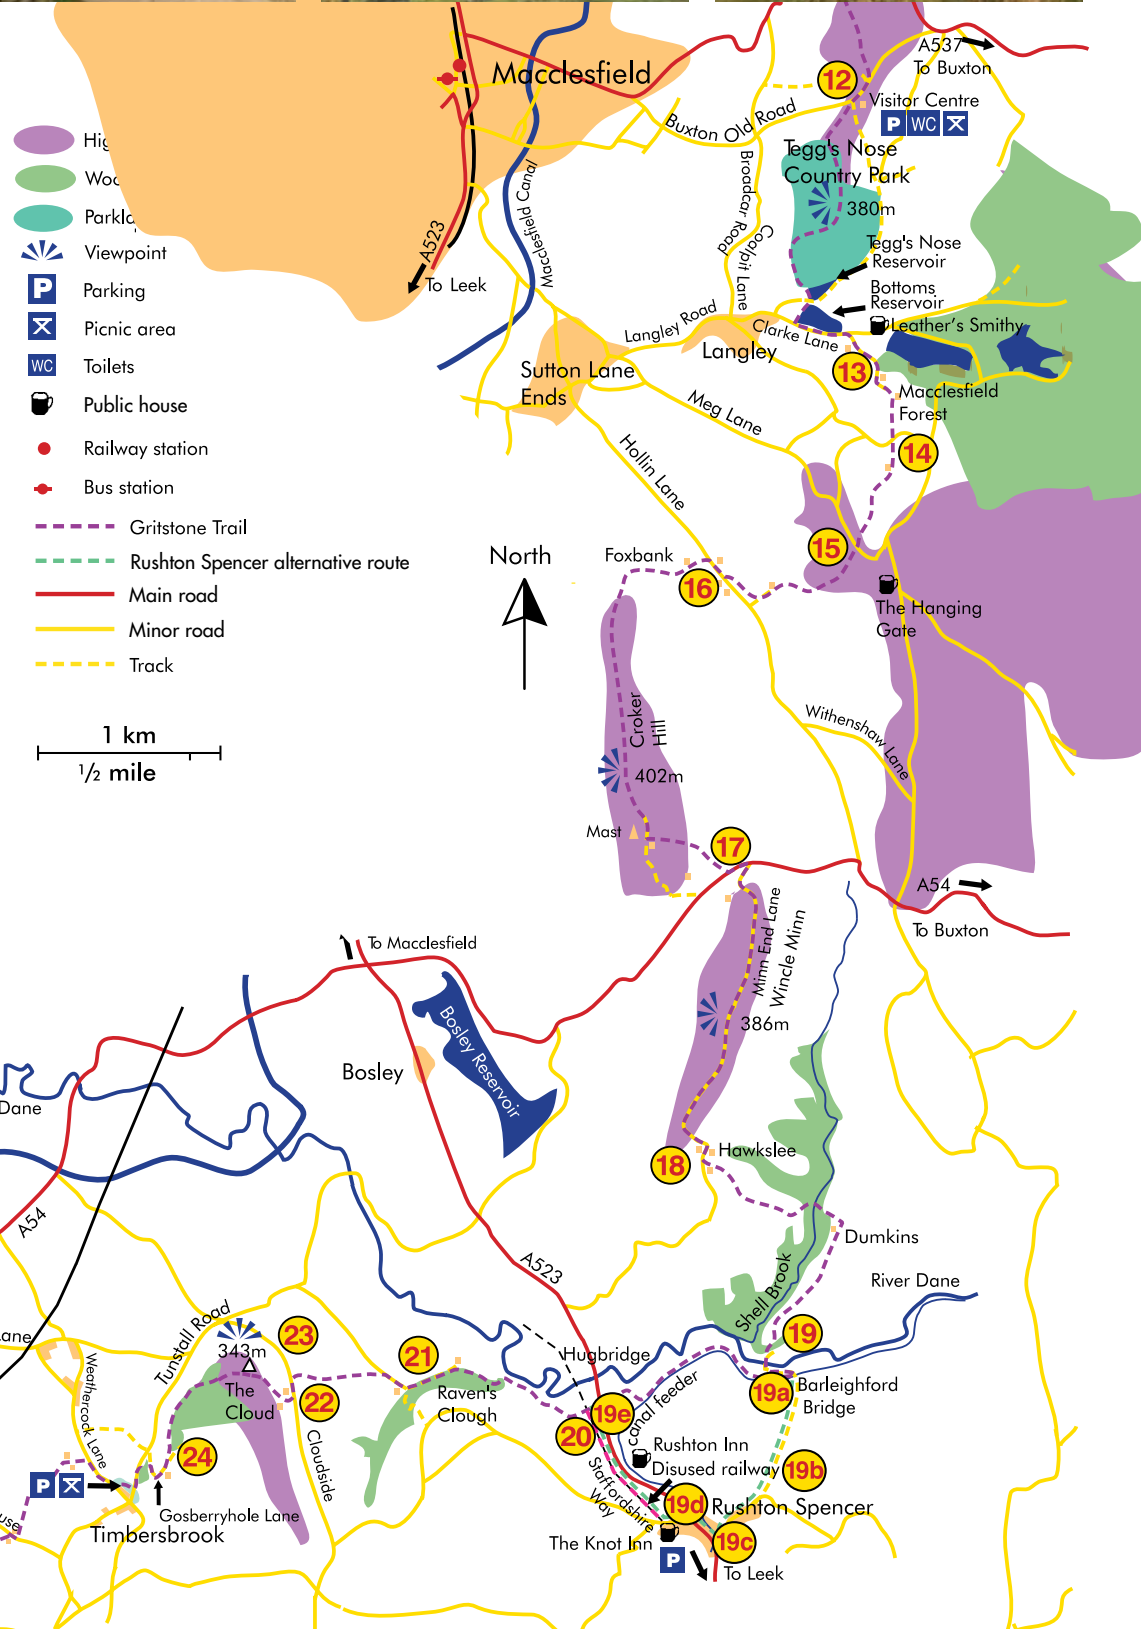 Macclesfield
A537
To Buxton
12
Visitor Centre
P WC
Buxton Old Road
Tegg's Nose
Country Park
380m
Broadcar Road
Coalpit Lane
Macclesfield Canal
A523
To Leek
Tegg's Nose
Reservoir
Bottoms
Reservoir
Leather's Smithy
Langley Road
Clarke Lane
Langley
13
Sutton Lane
Ends
Macclesfield
Forest
Meg Lane
14
Hollin Lane
Viewpoint
P Parking
Picnic area
WC Toilets
Public house
Railway station
Bus station
Gritstone Trail
Rushton Spencer alternative route
Main road
Minor road
Track
1 km
1/2 mile
North
Foxbank
15
16
The Hanging
Gate
Croker
Hill
402m
Mast
Withenshaw Lane
17
A54
To Buxton
Minn End Lane
Wincle Minn
386m
To Macclesfield
Bosley
Bosley Reservoir
Dane
A54
18
Hawkslee
Dumkins
River Dane
Shell Brook
A523
19
Hugbridge
canal feeder
19a
Barleighford
Bridge
19e
20
Rushton Inn
Disused railway
19b
Staffordshire
Way
19d
Rushton Spencer
The Knot Inn
19c
P
To Leek
Tunstall Road
23
343m
21
The
Cloud
22
Raven's
Clough
Weathercock Lane
24
Cloudside
P
Gosberryhole Lane
Timbersbrook